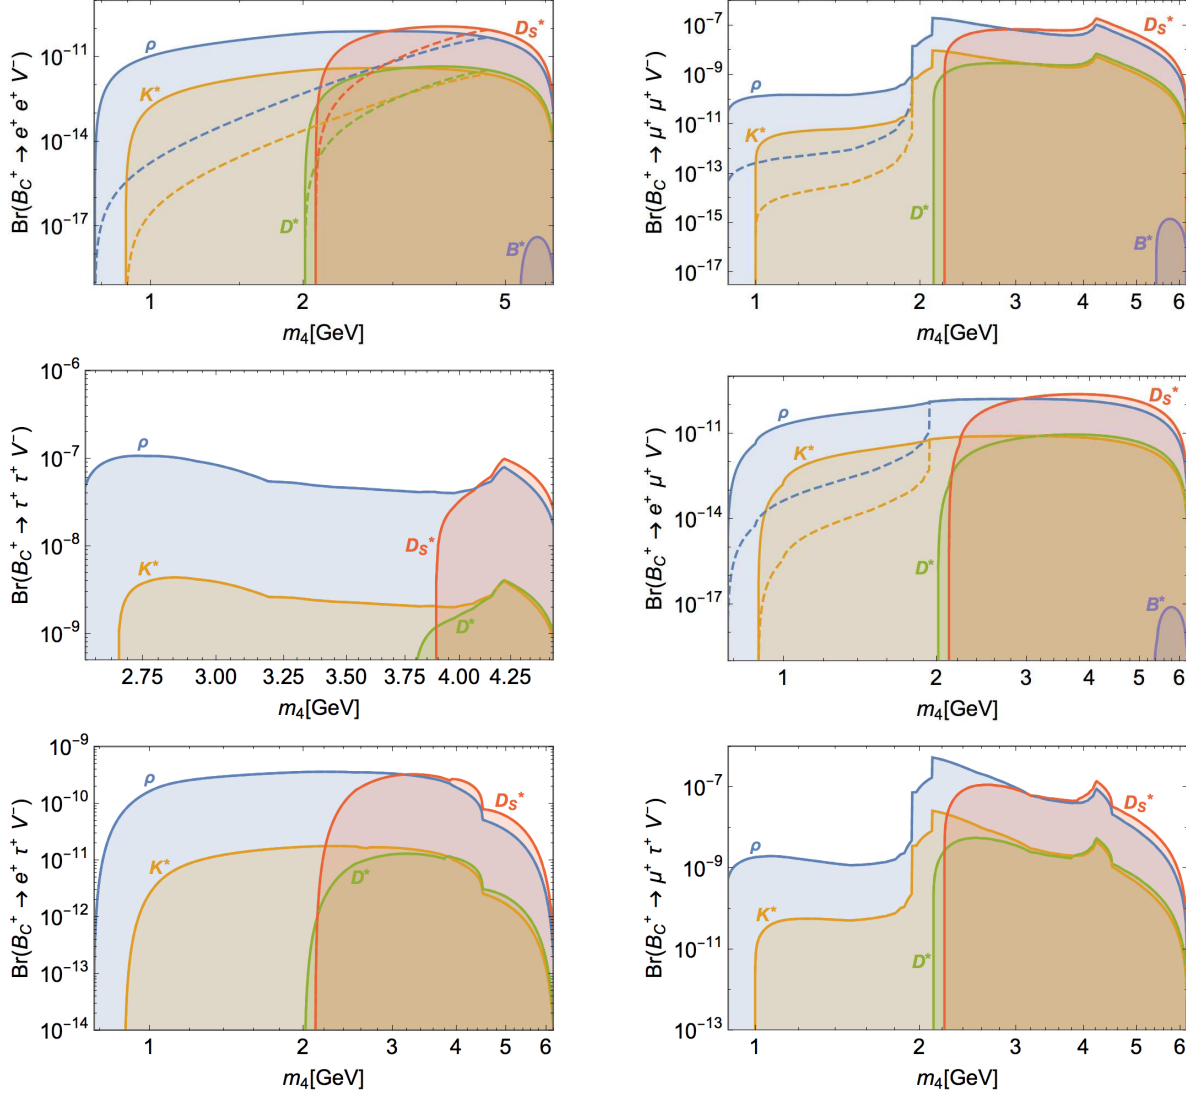 Br(B_C^+ → e^+ e^+ V^-)
10^-11
10^-14
10^-17
ρ
K*
D_S*
D*
B*
1 2 5
m_4[GeV]
Br(B_C^+ → μ^+ μ^+ V^-)
10^-7
10^-9
10^-11
10^-13
10^-15
10^-17
ρ
K*
D_S*
D*
B*
1 2 3 4 5 6
m_4[GeV]
Br(B_C^+ → τ^+ τ^+ V^-)
10^-6
10^-7
10^-8
10^-9
ρ
K*
D_S*
D*
2.75 3.00 3.25 3.50 3.75 4.00 4.25
m_4[GeV]
Br(B_C^+ → e^+ μ^+ V^-)
10^-11
10^-14
10^-17
ρ
K*
D_S*
D*
B*
1 2 3 4 5 6
m_4[GeV]
Br(B_C^+ → e^+ τ^+ V^-)
10^-9
10^-10
10^-11
10^-12
10^-13
10^-14
ρ
K*
D_S*
D*
1 2 3 4 5 6
m_4[GeV]
Br(B_C^+ → μ^+ τ^+ V^-)
10^-7
10^-9
10^-11
10^-13
ρ
K*
D_S*
D*
1 2 3 4 5 6
m_4[GeV]